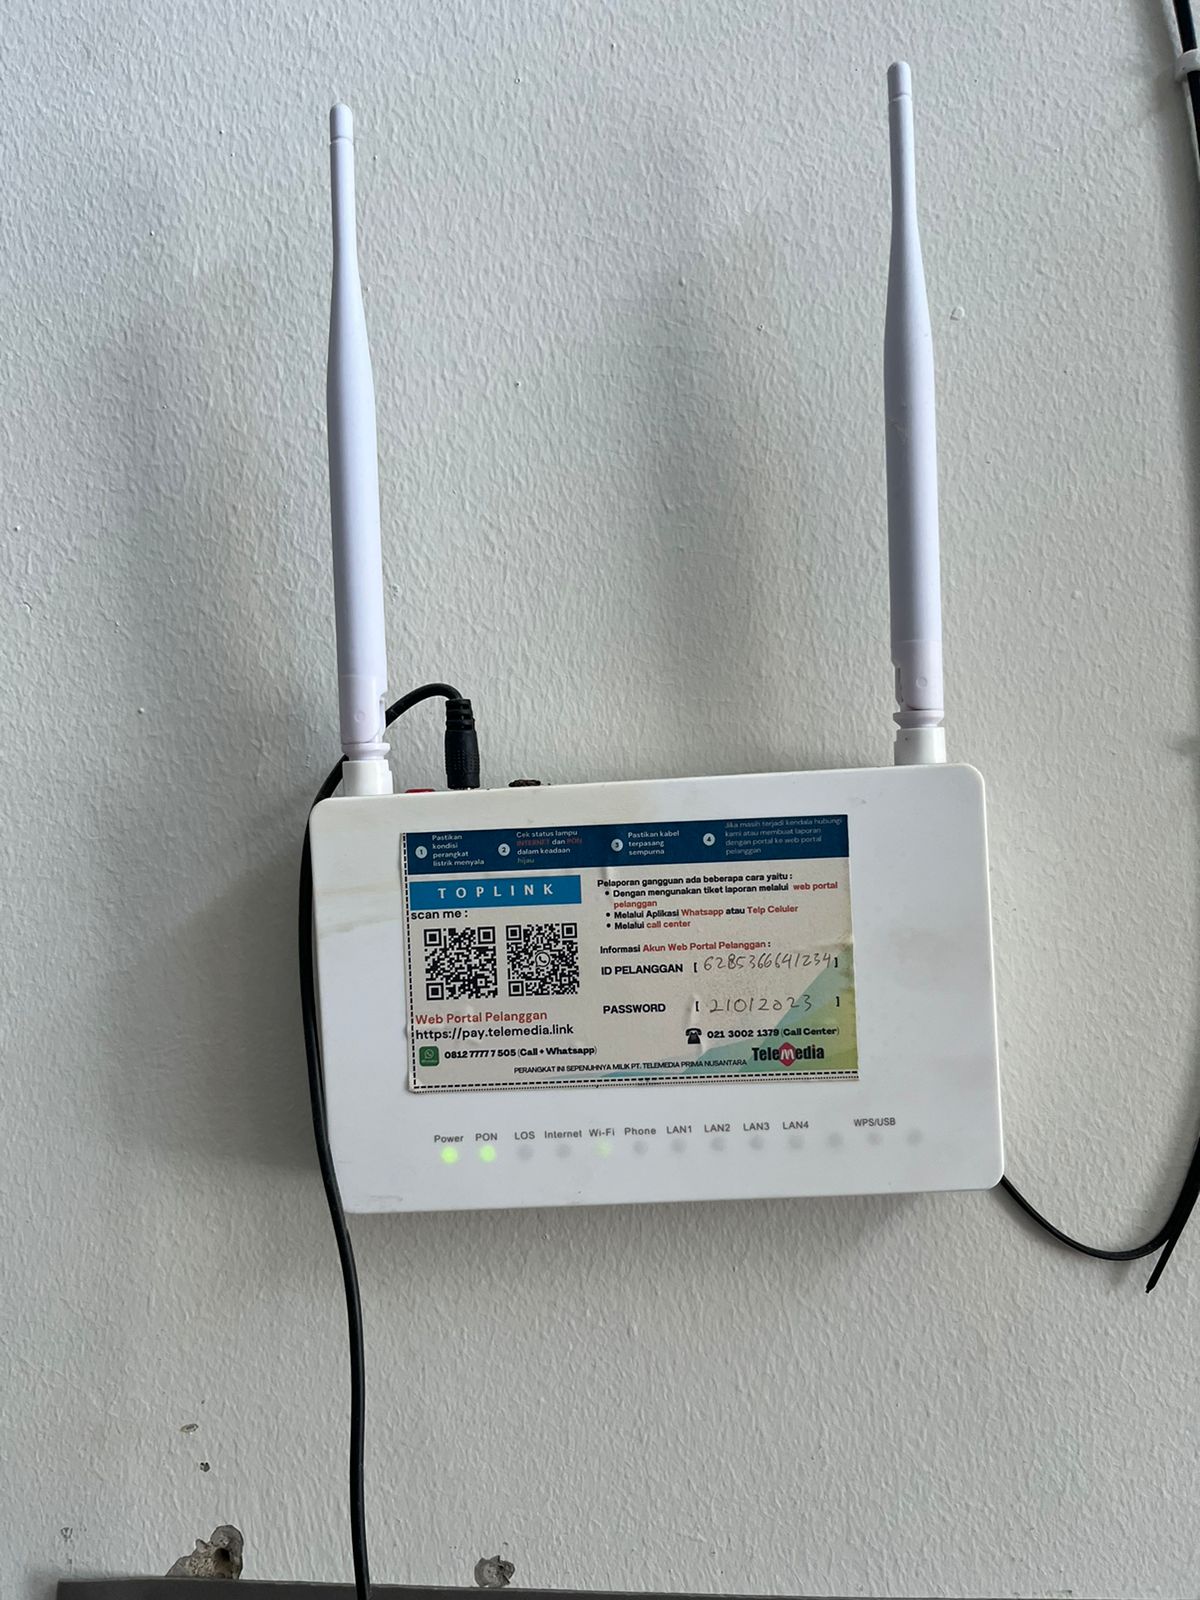 1 Pastikan kondisi perangkat listrik menyala
2 Cek status lampu INTERNET dan PON dalam keadaan hijau
3 Pastikan kabel terpasang sempurna
4 Jika masih terjadi kendala hubungi kami atau membuat laporan dengan portal ke web portal pelanggan
TOPLINK
scan me :
Web Portal Pelanggan
https://pay.telemedia.link
0812 7777 7 505 (Call + Whatsapp)
Pelaporan gangguan ada beberapa cara yaitu :
• Dengan mengunakan tiket laporan melalui web portal
pelanggan
• Melalui Aplikasi Whatsapp atau Telp Celuler
• Melalui call center
Informasi Akun Web Portal Pelanggan :
ID PELANGGAN [ 6285366641234 ]
PASSWORD [ 21012023 ]
021 3002 1379 (Call Center)
TeleMedia
PERANGKAT INI SEPENUHNYA MILIK PT. TELEMEDIA PRIMA NUSANTARA
Power PON LOS Internet Wi-Fi Phone LAN1 LAN2 LAN3 LAN4 WPS/USB